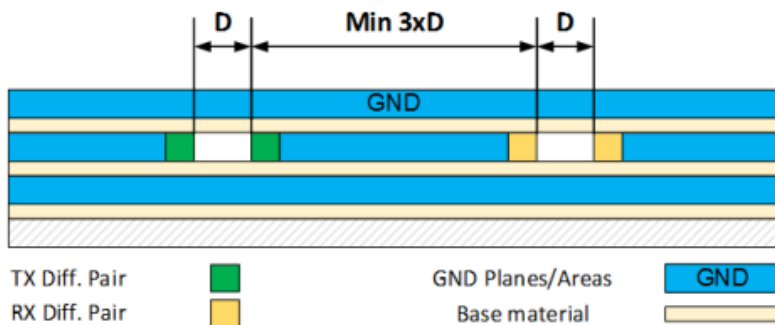 D Min 3xD D
GND
TX Diff. Pair GND Planes/Areas GND
RX Diff. Pair Base material